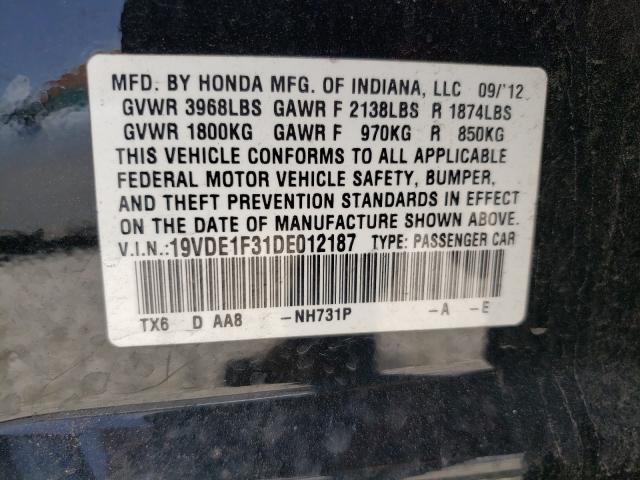 MFD. BY HONDA MFG. OF INDIANA, LLC 09/'12
GVWR 3968LBS GAWR F 2138LBS R 1874LBS
GVWR 1800KG GAWR F 970KG R 850KG
THIS VEHICLE CONFORMS TO ALL APPLICABLE
FEDERAL MOTOR VEHICLE SAFETY, BUMPER,
AND THEFT PREVENTION STANDARDS IN EFFECT
ON THE DATE OF MANUFACTURE SHOWN ABOVE.
V.I.N.:19VDE1F31DE012187 TYPE: PASSENGER CAR
TX6 D AA8 -NH731P -A -E